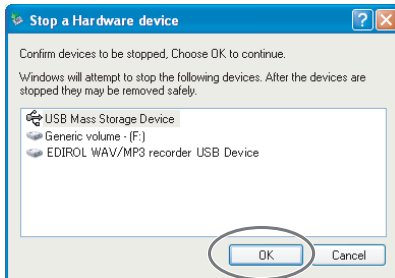 Stop a Hardware device
Confirm devices to be stopped, Choose OK to continue.
Windows will attempt to stop the following devices. After the devices are
stopped they may be removed safely.
USB Mass Storage Device
Generic volume - (F:)
EDIROL WAV/MP3 recorder USB Device
OK Cancel